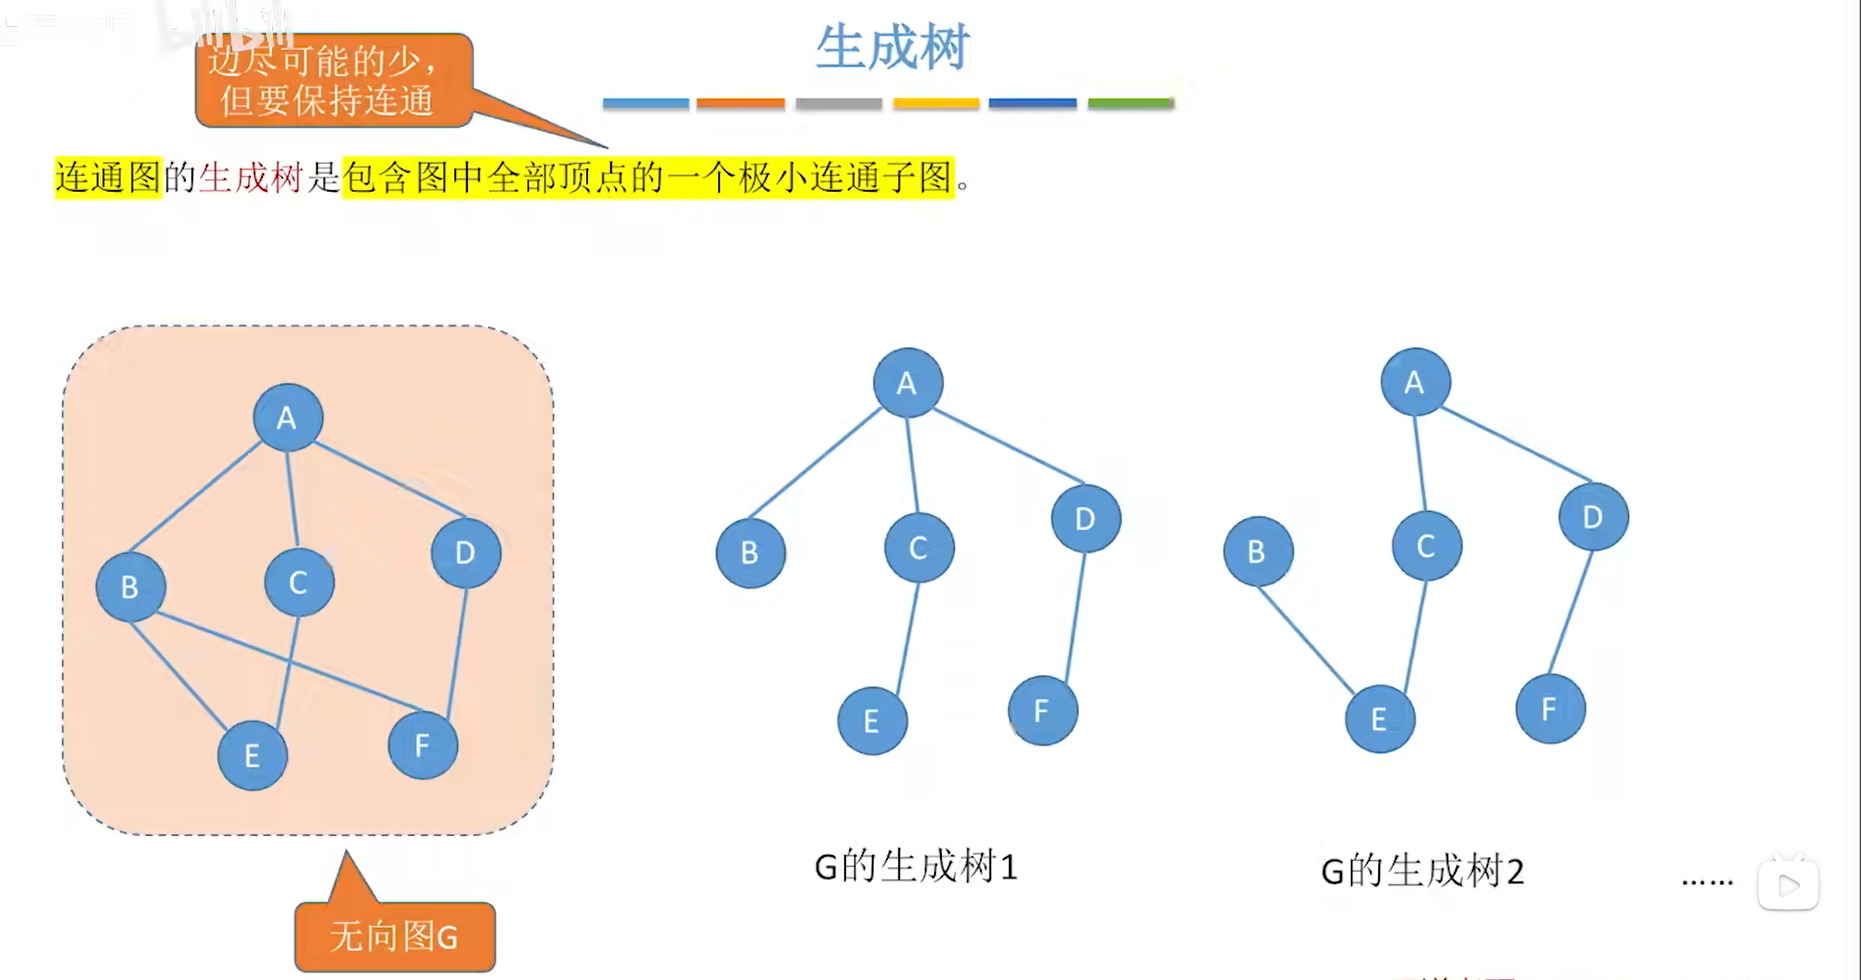 生成树
边尽可能的少，
但要保持连通
连通图的生成树是包含图中全部顶点的一个极小连通子图。
A
B
C
D
E
F
无向图G
A
B
C
D
E
F
G的生成树1
A
B
C
D
E
F
G的生成树2
......